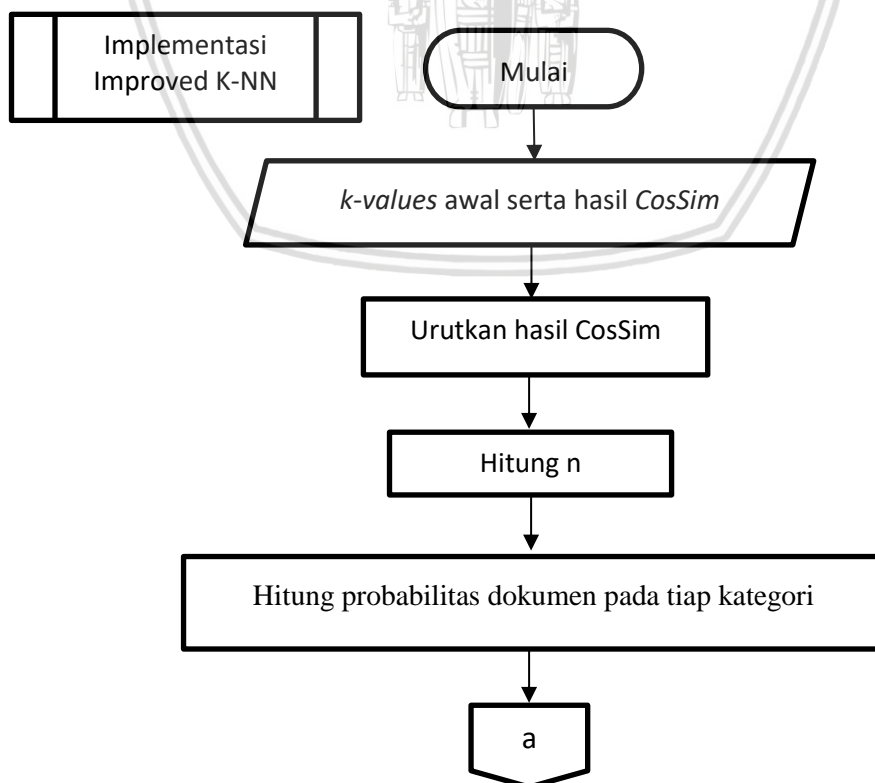 Implementasi
Improved K-NN
Mulai
k-values awal serta hasil CosSim
Urutkan hasil CosSim
Hitung n
Hitung probabilitas dokumen pada tiap kategori
a